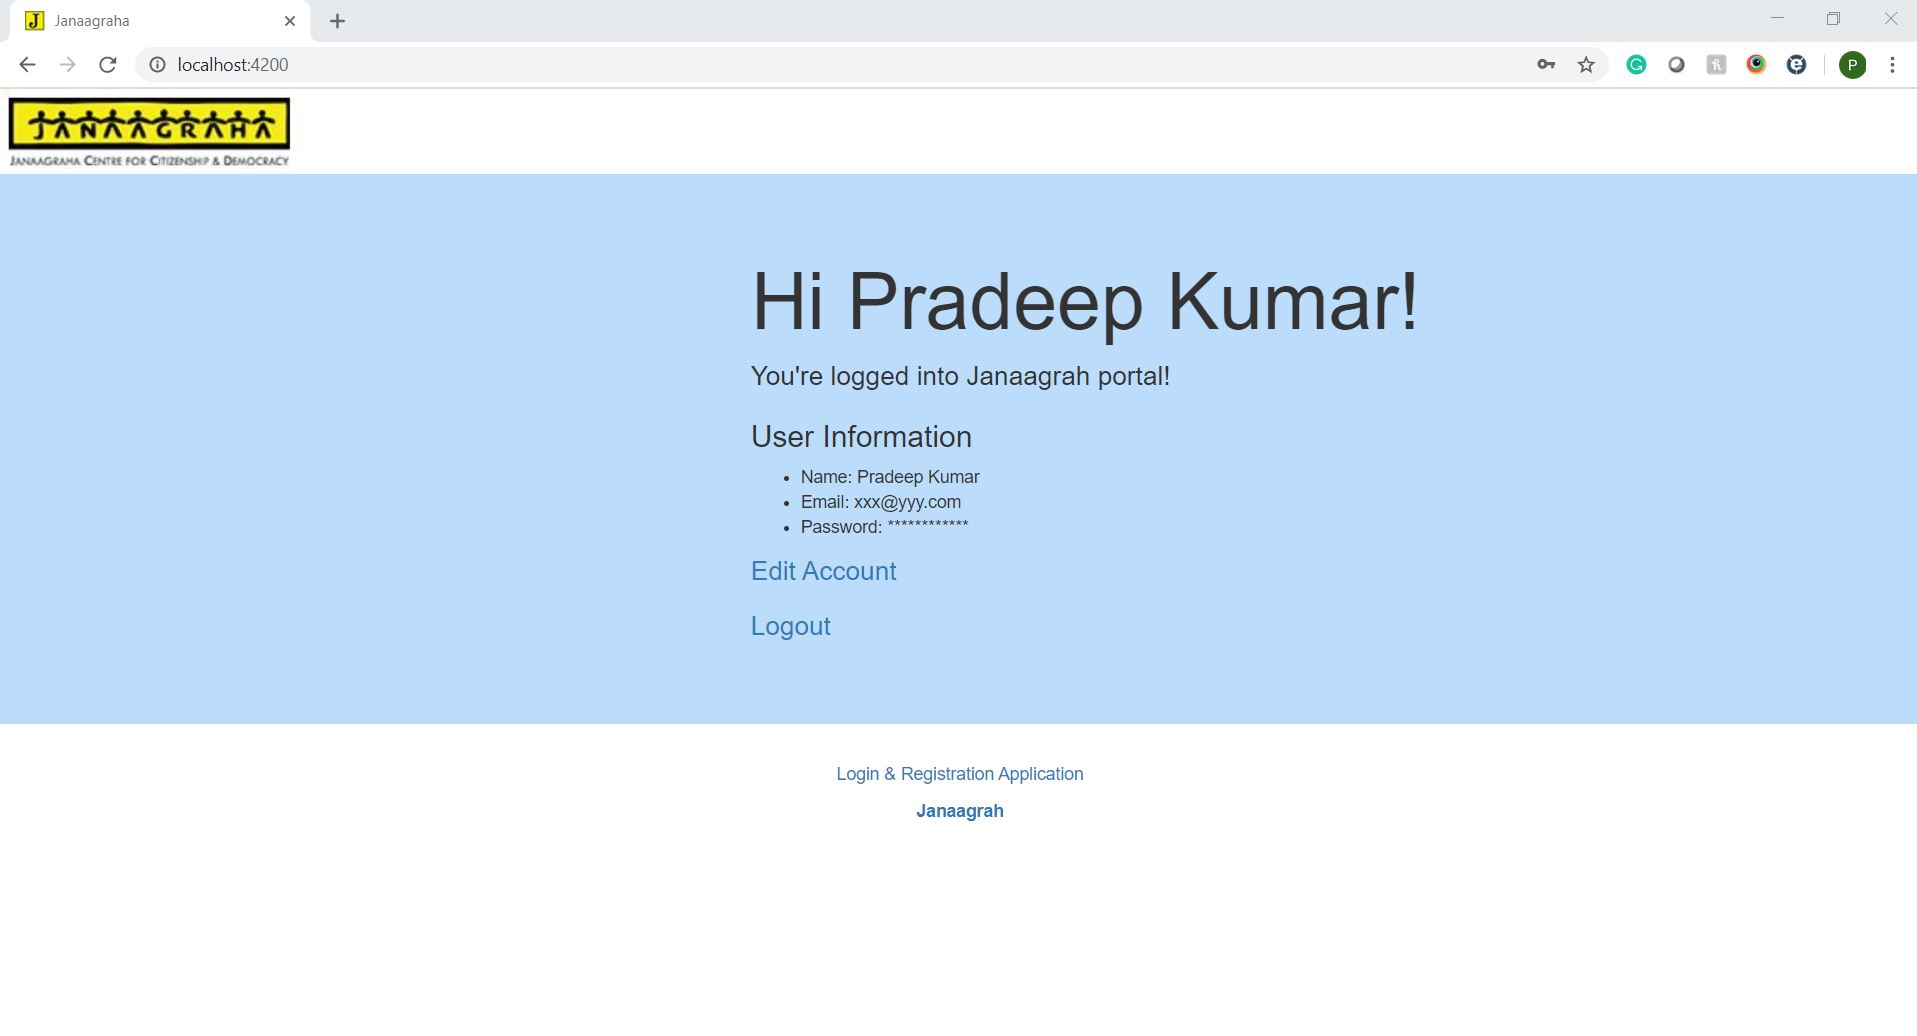 Janaagraha
localhost:4200
P
JANAAGRAHA
JANAAGRAHA CENTRE FOR CITIZENSHIP & DEMOCRACY
Hi Pradeep Kumar!
You're logged into Janaagrah portal!
User Information
• Name: Pradeep Kumar
• Email: xxx@yyy.com
• Password: ************
Edit Account
Logout
Login & Registration Application
Janaagrah